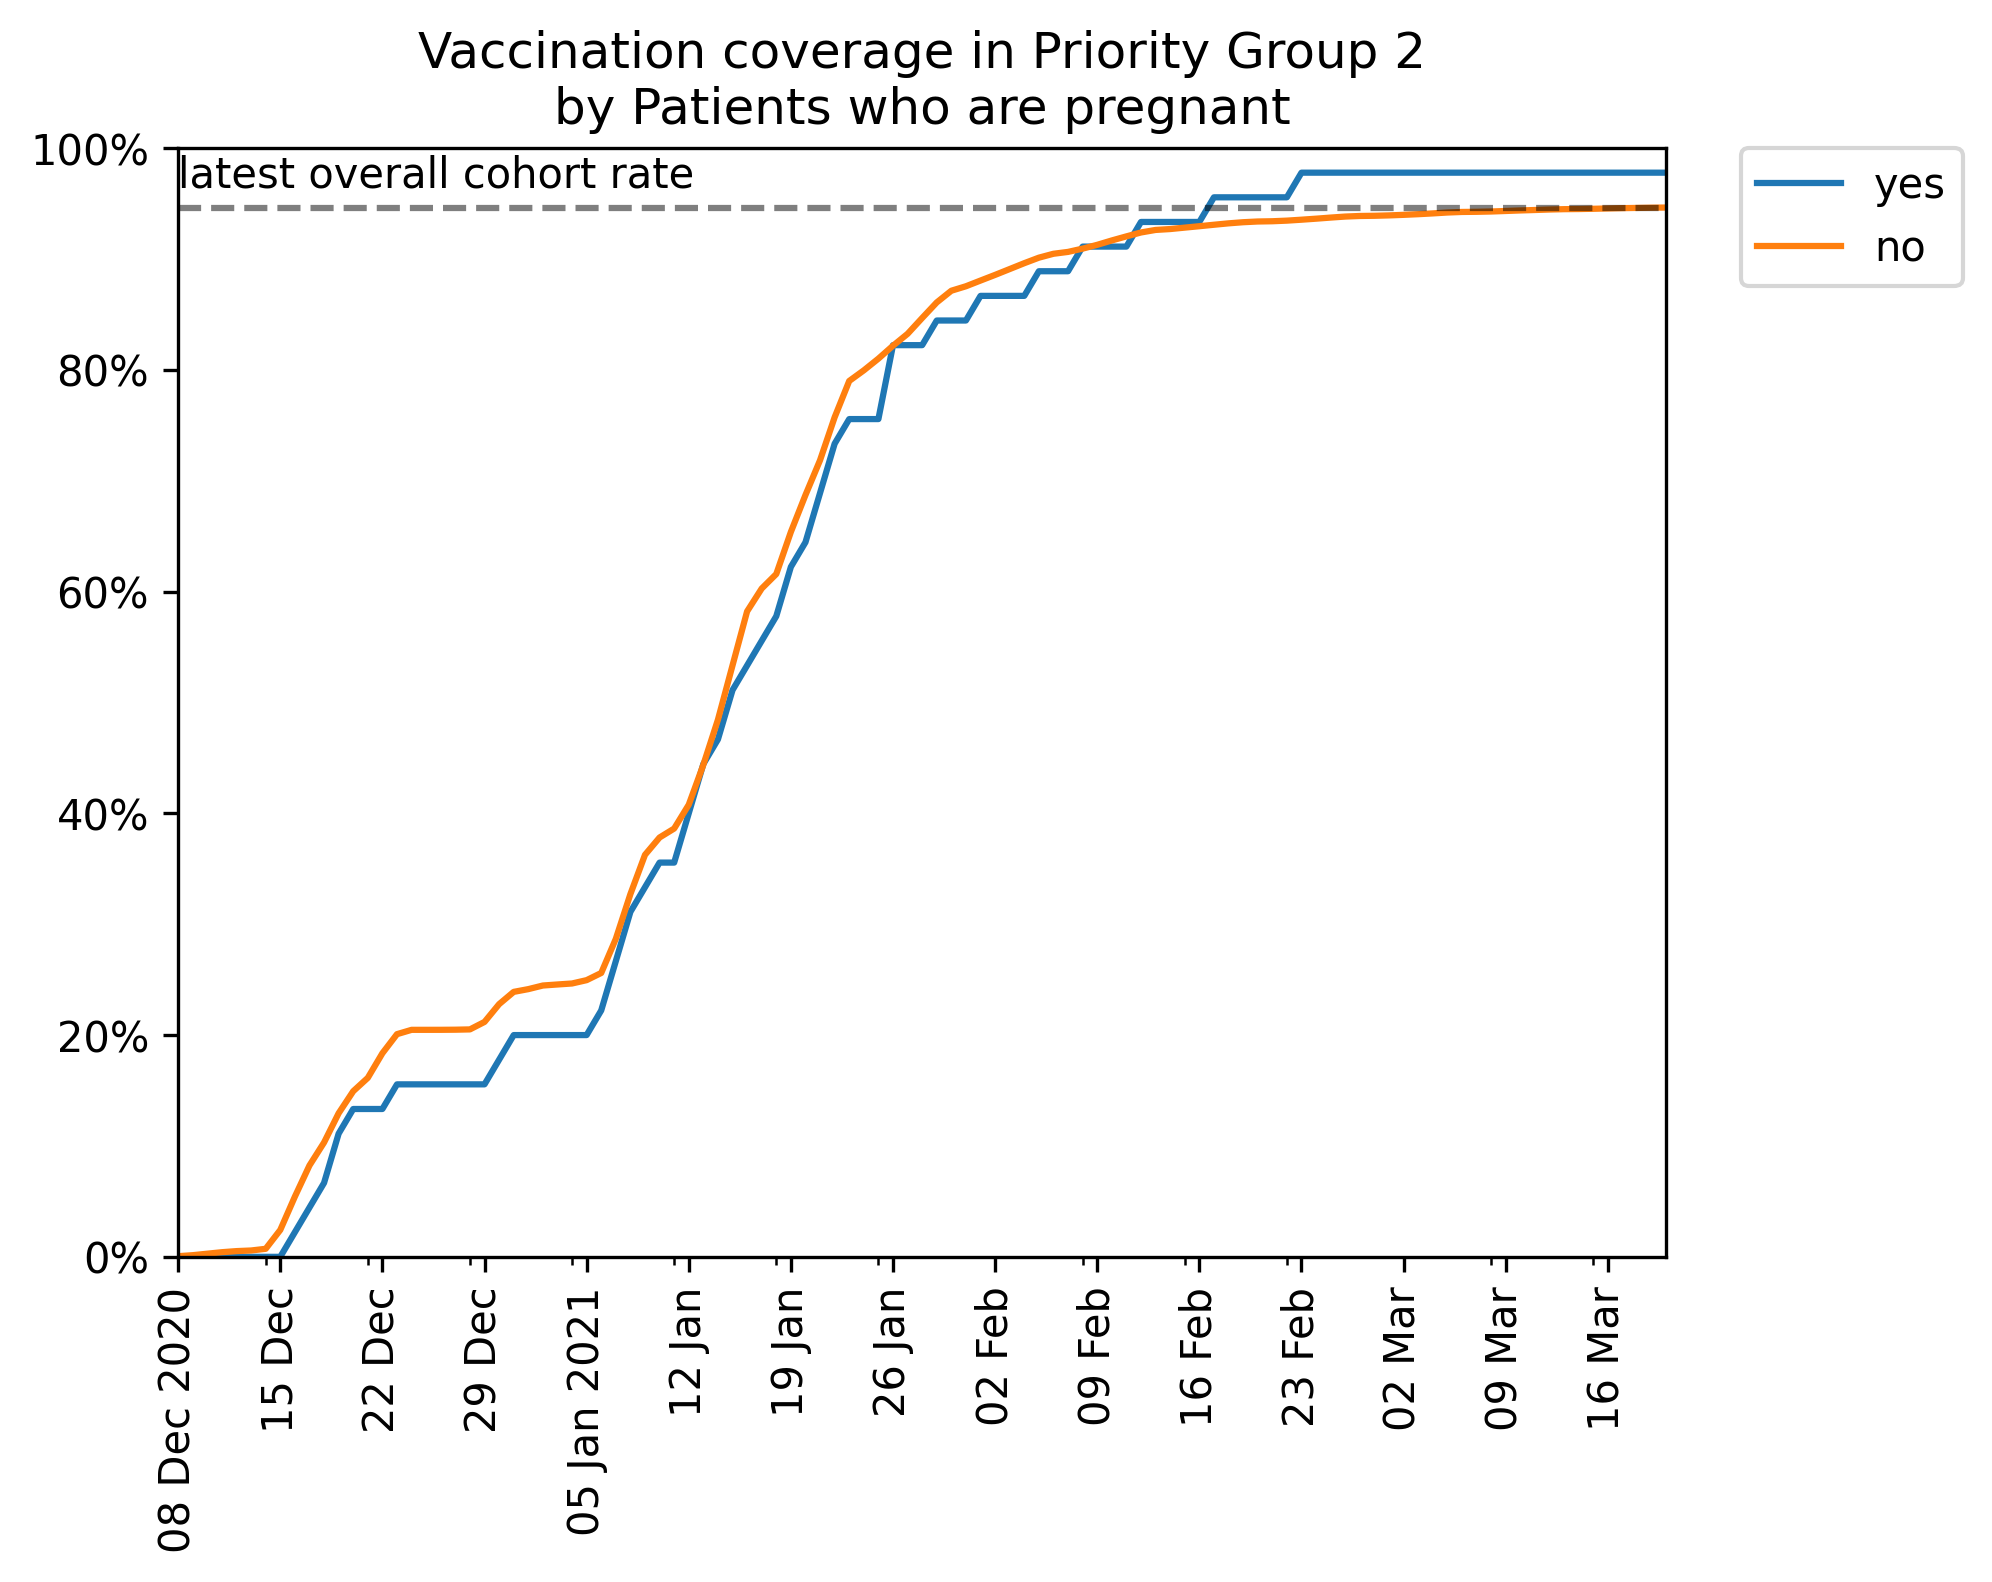 Vaccination coverage in Priority Group 2
by Patients who are pregnant
100%
latest overall cohort rate
yes
no
80%
60%
40%
20%
0%
08 Dec 2020
15 Dec
22 Dec
29 Dec
05 Jan 2021
12 Jan
19 Jan
26 Jan
02 Feb
09 Feb
16 Feb
23 Feb
02 Mar
09 Mar
16 Mar